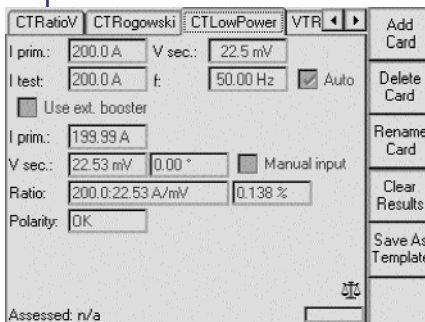 CTRatioV CTRogowski CTLowPower VTR
I prim.: 200.0 A V sec.: 22.5 mV
I test: 200.0 A f: 50.00 Hz Auto
Use ext. booster
I prim.: 199.99 A
V sec.: 22.53 mV 0.00 ° Manual input
Ratio: 200.0:22.53 A/mV 0.138 %
Polarity: OK
Assessed: n/a
Add
Card
Delete
Card
Rename
Card
Clear
Results
Save As
Template